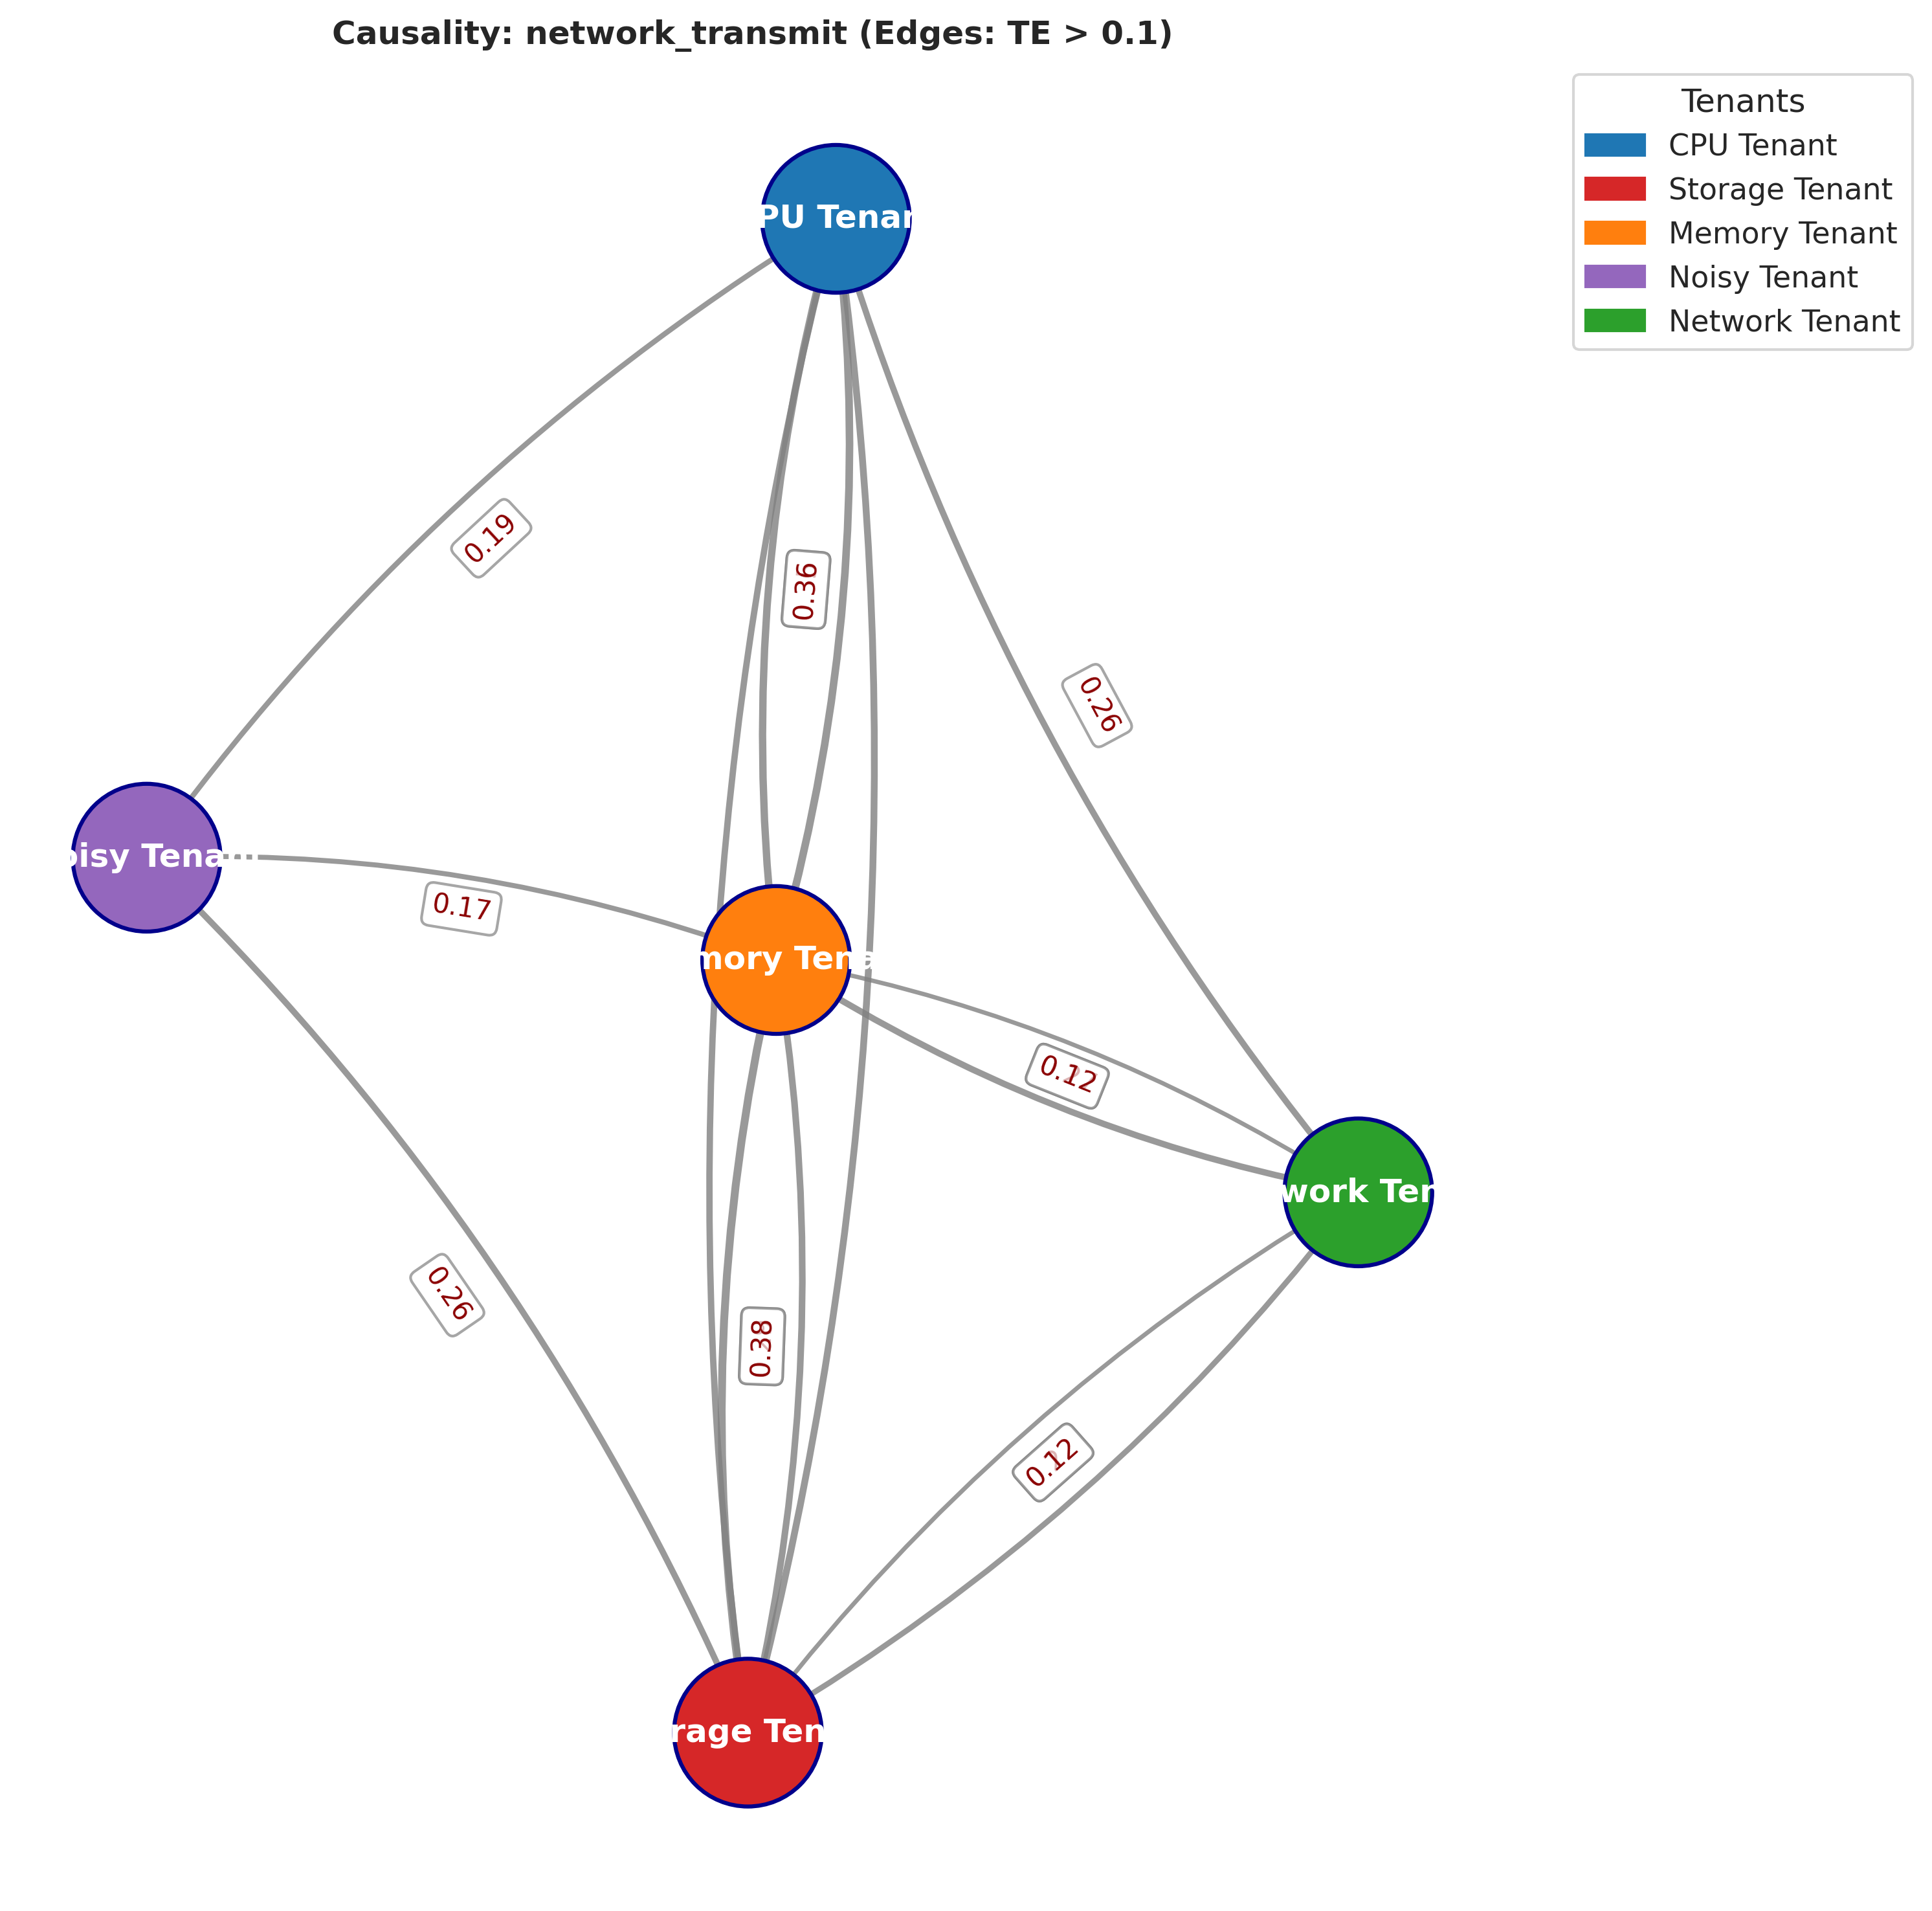 Causality: network_transmit (Edges: TE > 0.1)
Tenants
CPU Tenant
Storage Tenant
Memory Tenant
Noisy Tenant
Network Tenant
PU Tenan
0.19
0.36
0.26
oisy Tena
0.17
mory Tena
0.12
work Ten
0.26
0.38
0.12
rage Ten